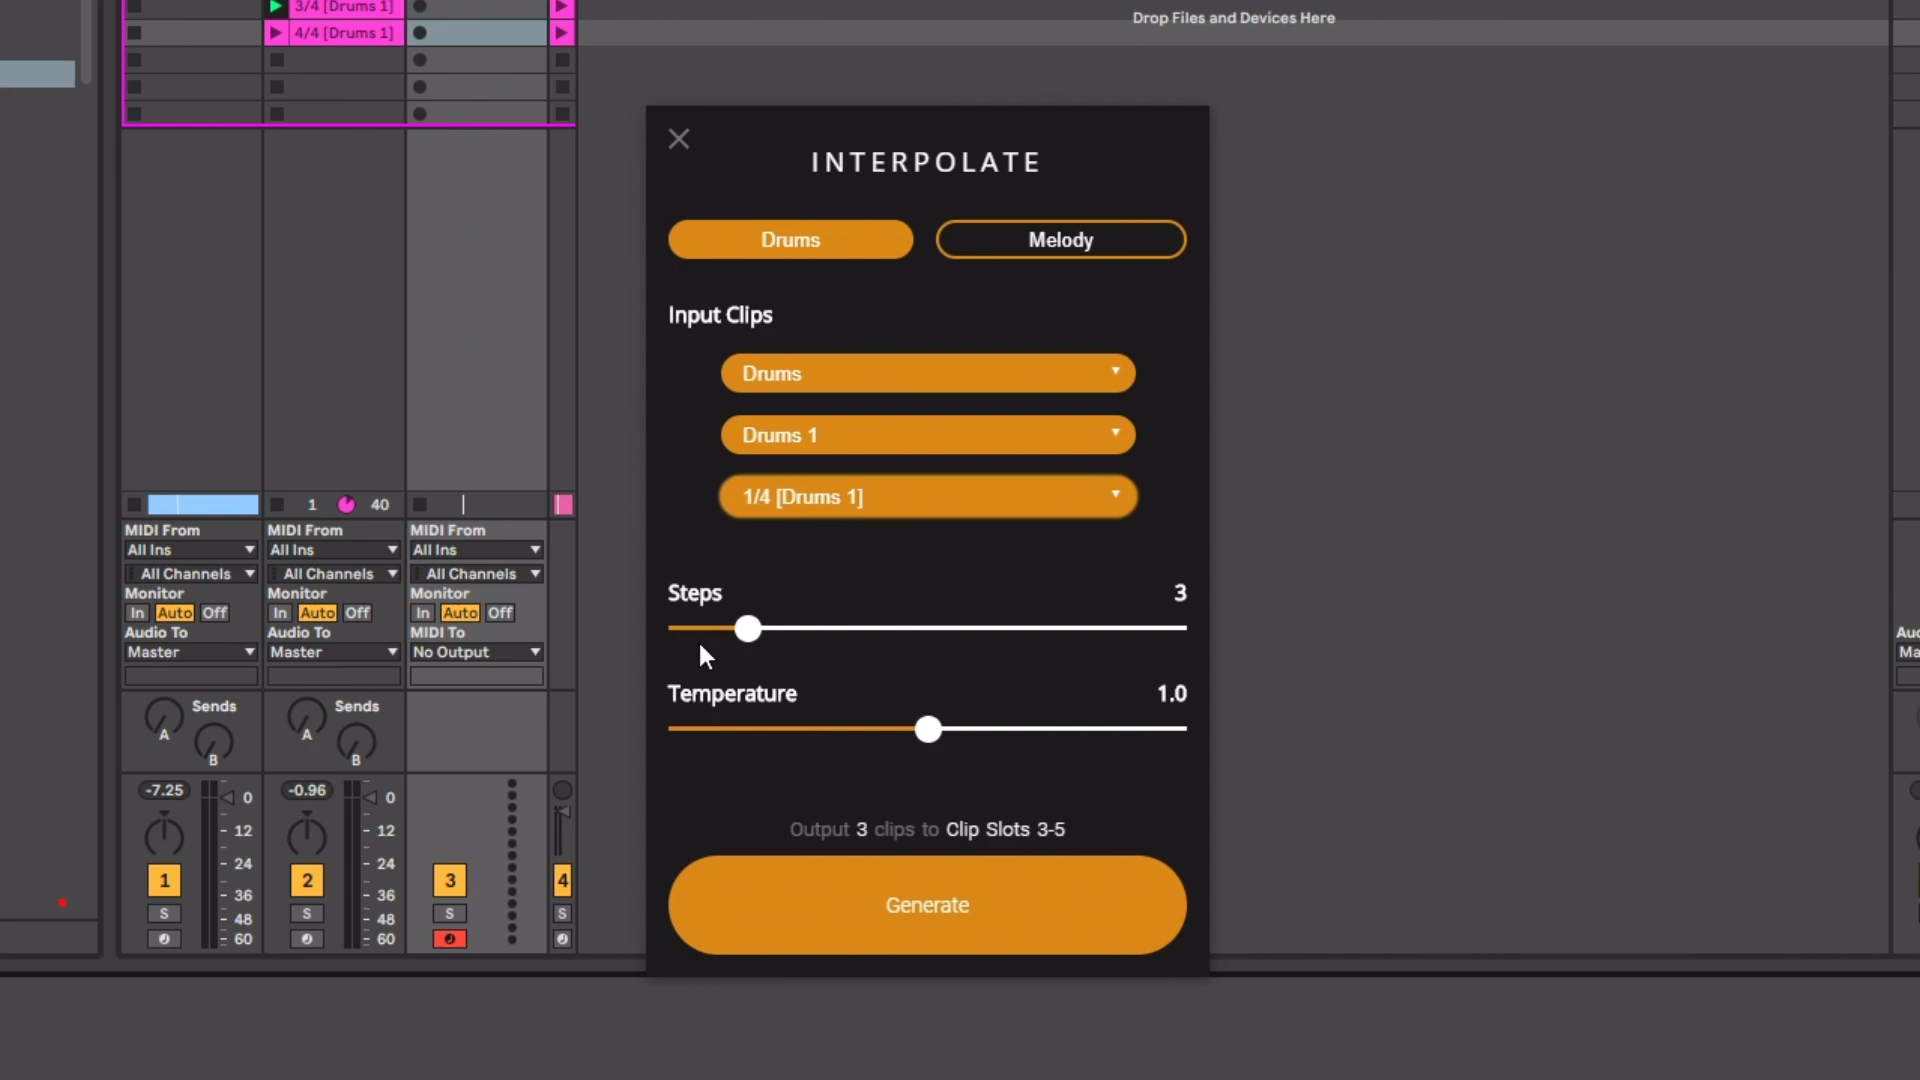 3/4 [Drums 1]
4/4 [Drums 1]
Drop Files and Devices Here
INTERPOLATE
Drums Melody
Input Clips
Drums
Drums 1
1/4 [Drums 1]
Steps 3
Temperature 1.0
Output 3 clips to Clip Slots 3-5
Generate
1 40
MIDI From MIDI From MIDI From
All Ins All Ins All Ins
All Channels All Channels All Channels
Monitor Monitor Monitor
In Auto Off In Auto Off In Auto Off
Audio To Audio To MIDI To
Master Master No Output
Sends Sends
A A
B B
-7.25 -0.96
0 0
12 12
24 24
1 2 3 4
36 36
S S S S
48 48
60 60